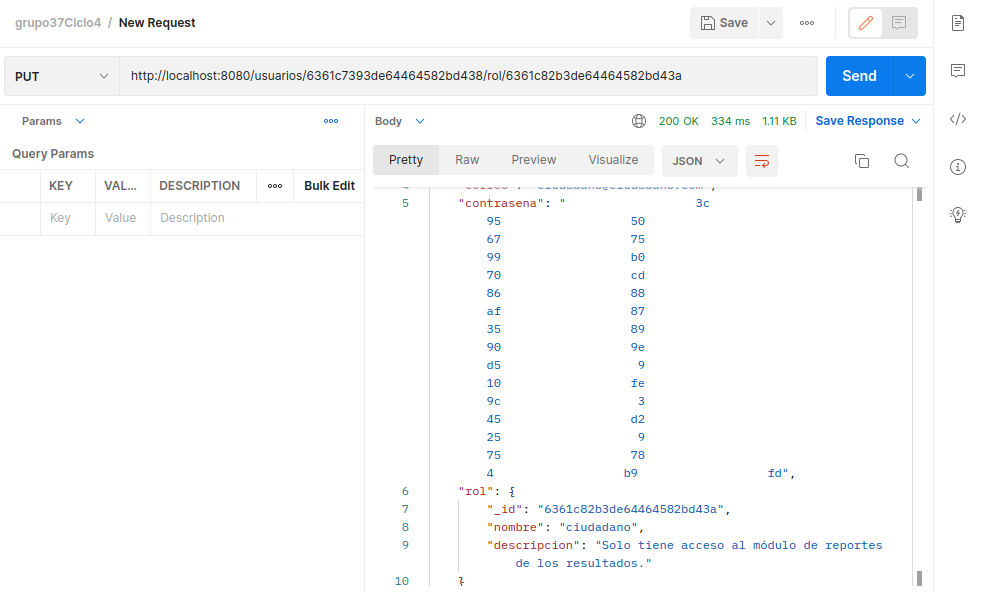 grupo37Ciclo4 / New Request
Save
PUT
http://localhost:8080/usuarios/6361c7393de64464582bd438/rol/6361c82b3de64464582bd43a
Send
Params
Query Params
KEY VAL... DESCRIPTION Bulk Edit
Key Value Description
Body 200 OK 334 ms 1.11 KB Save Response
Pretty Raw Preview Visualize JSON
5 "contrasena": " 3c
95 50
67 75
99 b0
70 cd
86 88
af 87
35 89
90 9e
d5 9
10 fe
9c 3
45 d2
25 9
75 78
4 b9 fd",
6 "rol": {
7 "_id": "6361c82b3de64464582bd43a",
8 "nombre": "ciudadano",
9 "descripcion": "Solo tiene acceso al módulo de reportes
de los resultados."
10 }